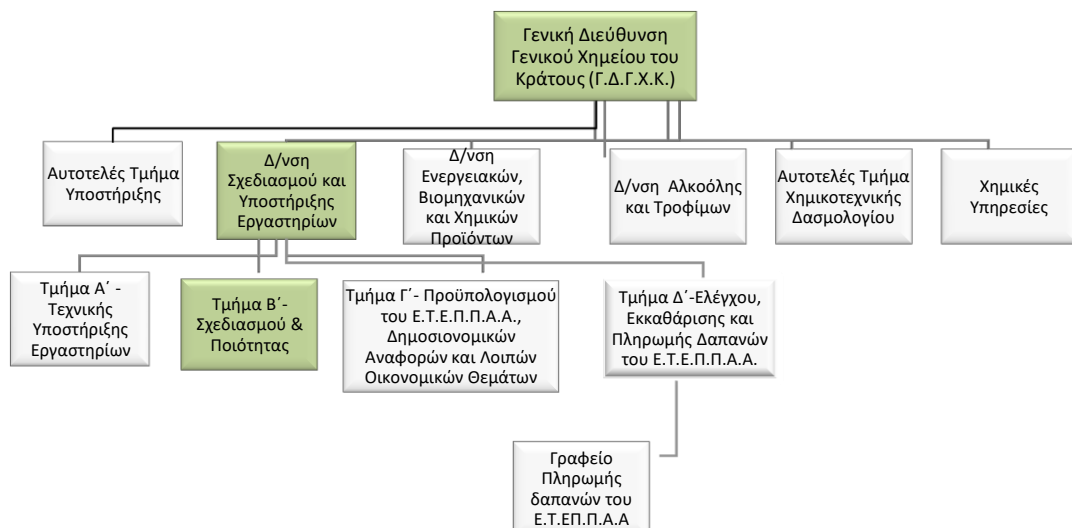 Γενική Διεύθυνση
Γενικού Χημείου του
Κράτους (Γ.Δ.Γ.Χ.Κ.)
Αυτοτελές Τμήμα
Υποστήριξης
Δ/νση
Σχεδιασμού και
Υποστήριξης
Εργαστηρίων
Δ/νση
Ενεργειακών,
Βιομηχανικών
και Χημικών
Προϊόντων
Δ/νση Αλκοόλης
και Τροφίμων
Αυτοτελές Τμήμα
Χημικοτεχνικής
Δασμολογίου
Χημικές
Υπηρεσίες
Τμήμα Α΄ -
Τεχνικής
Υποστήριξης
Εργαστηρίων
Τμήμα Β΄-
Σχεδιασμού &
Ποιότητας
Τμήμα Γ΄- Προϋπολογισμού
του Ε.Τ.Ε.Π.Π.Α.Α.,
Δημοσιονομικών
Αναφορών και Λοιπών
Οικονομικών Θεμάτων
Τμήμα Δ΄-Ελέγχου,
Εκκαθάρισης και
Πληρωμής Δαπανών
του Ε.Τ.Ε.Π.Π.Α.Α.
Γραφείο
Πληρωμής
δαπανών του
Ε.Τ.ΕΠ.Π.Α.Α